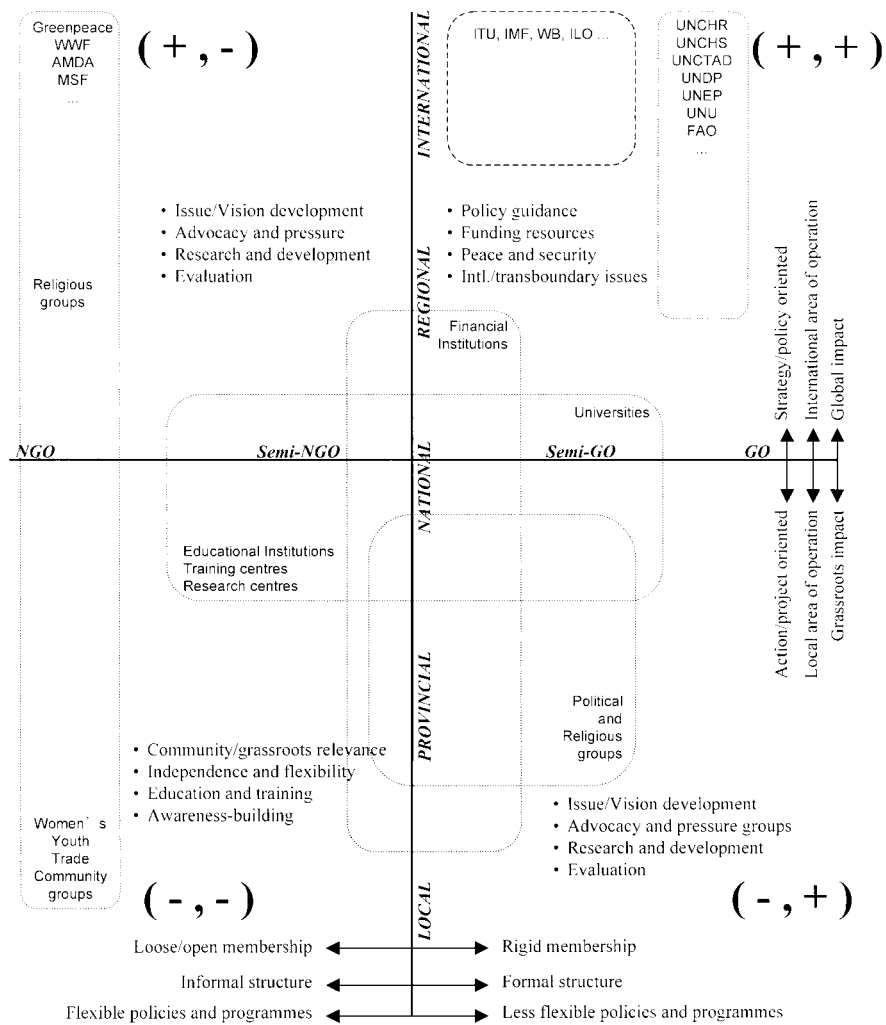 Greenpeace
WWF
AMDA
MSF
...
( + , - )
INTERNATIONAL
ITU, IMF, WB, ILO ...
( + , + )
UNCHR
UNCHS
UNCTAD
UNDP
UNEP
UNU
FAO
...
• Issue/Vision development
• Advocacy and pressure
• Research and development
• Evaluation
• Policy guidance
• Funding resources
• Peace and security
• Intl./transboundary issues
Religious
groups
REGIONAL
Financial
Institutions
Universities
Strategy/policy oriented
International area of operation
Global impact
NGO
Semi-NGO
NATIONAL
Semi-GO
GO
Educational Institutions
Training centres
Research centres
Action/project oriented
Local area of operation
Grassroots impact
PROVINCIAL
Political
and
Religious
groups
• Community/grassroots relevance
• Independence and flexibility
• Education and training
• Awareness-building
• Issue/Vision development
• Advocacy and pressure groups
• Research and development
• Evaluation
Women`s
Youth
Trade
Community
groups
( - , - )
LOCAL
( - , + )
Loose/open membership
Rigid membership
Informal structure
Formal structure
Flexible policies and programmes
Less flexible policies and programmes